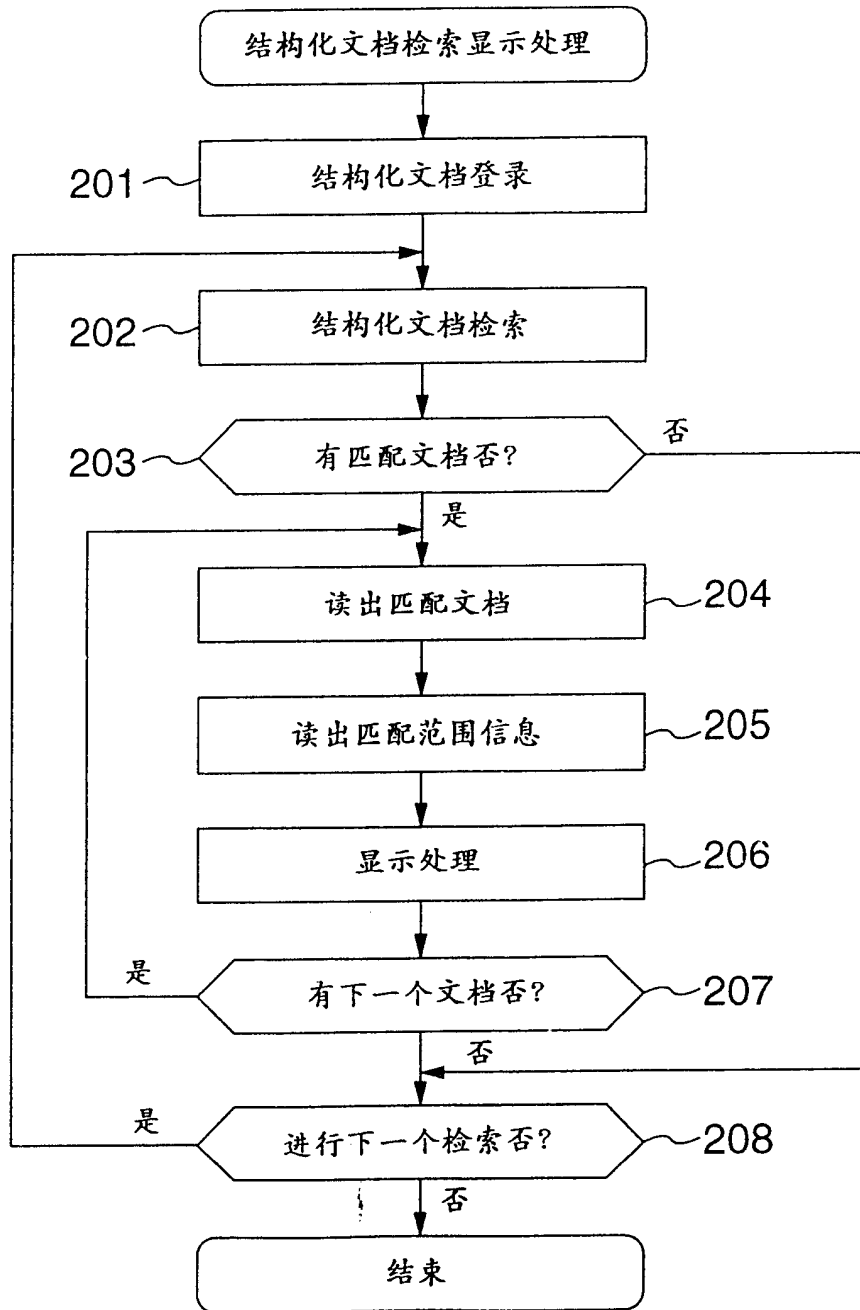 结构化文档检索显示处理
201
结构化文档登录
202
结构化文档检索
203
有匹配文档否?
否
是
读出匹配文档
204
读出匹配范围信息
205
显示处理
206
是
有下一个文档否?
207
否
是
进行下一个检索否?
208
否
结束